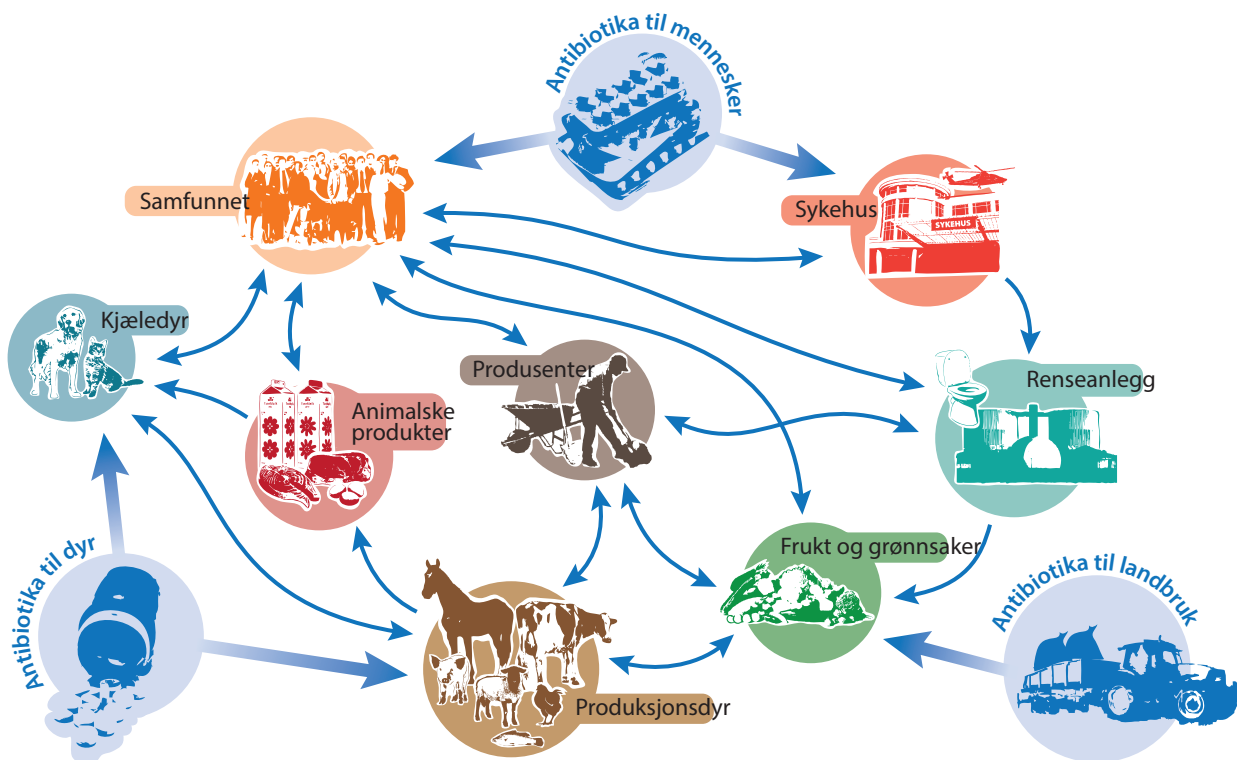 Antibiotika til mennesker
Samfunnet
Sykehus
SYKEHUS
Kjæledyr
Produsenter
Renseanlegg
Animalske
produkter
Antibiotika til dyr
Frukt og grønnsaker
Antibiotika til landbruk
Produksjonsdyr